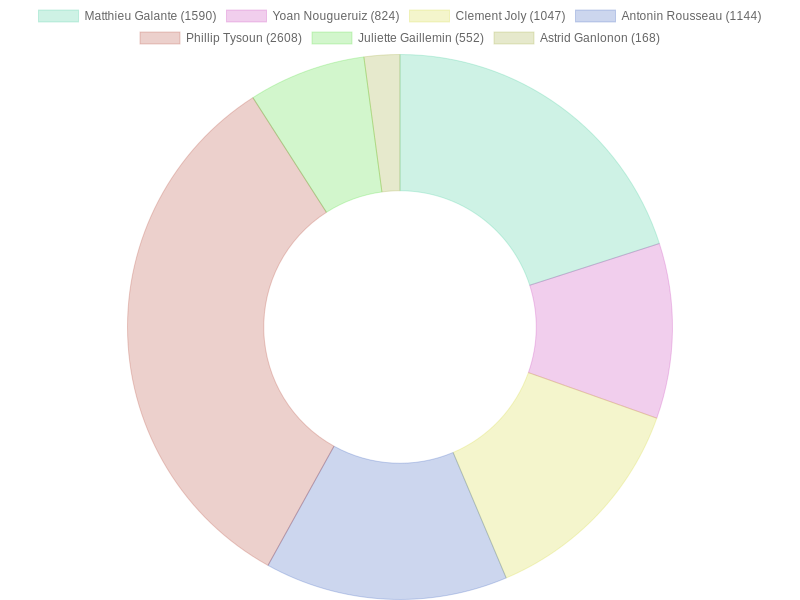 Matthieu Galante (1590) Yoan Nougueruiz (824) Clement Joly (1047) Antonin Rousseau (1144)
Phillip Tysoun (2608) Juliette Gaillemin (552) Astrid Ganlonon (168)